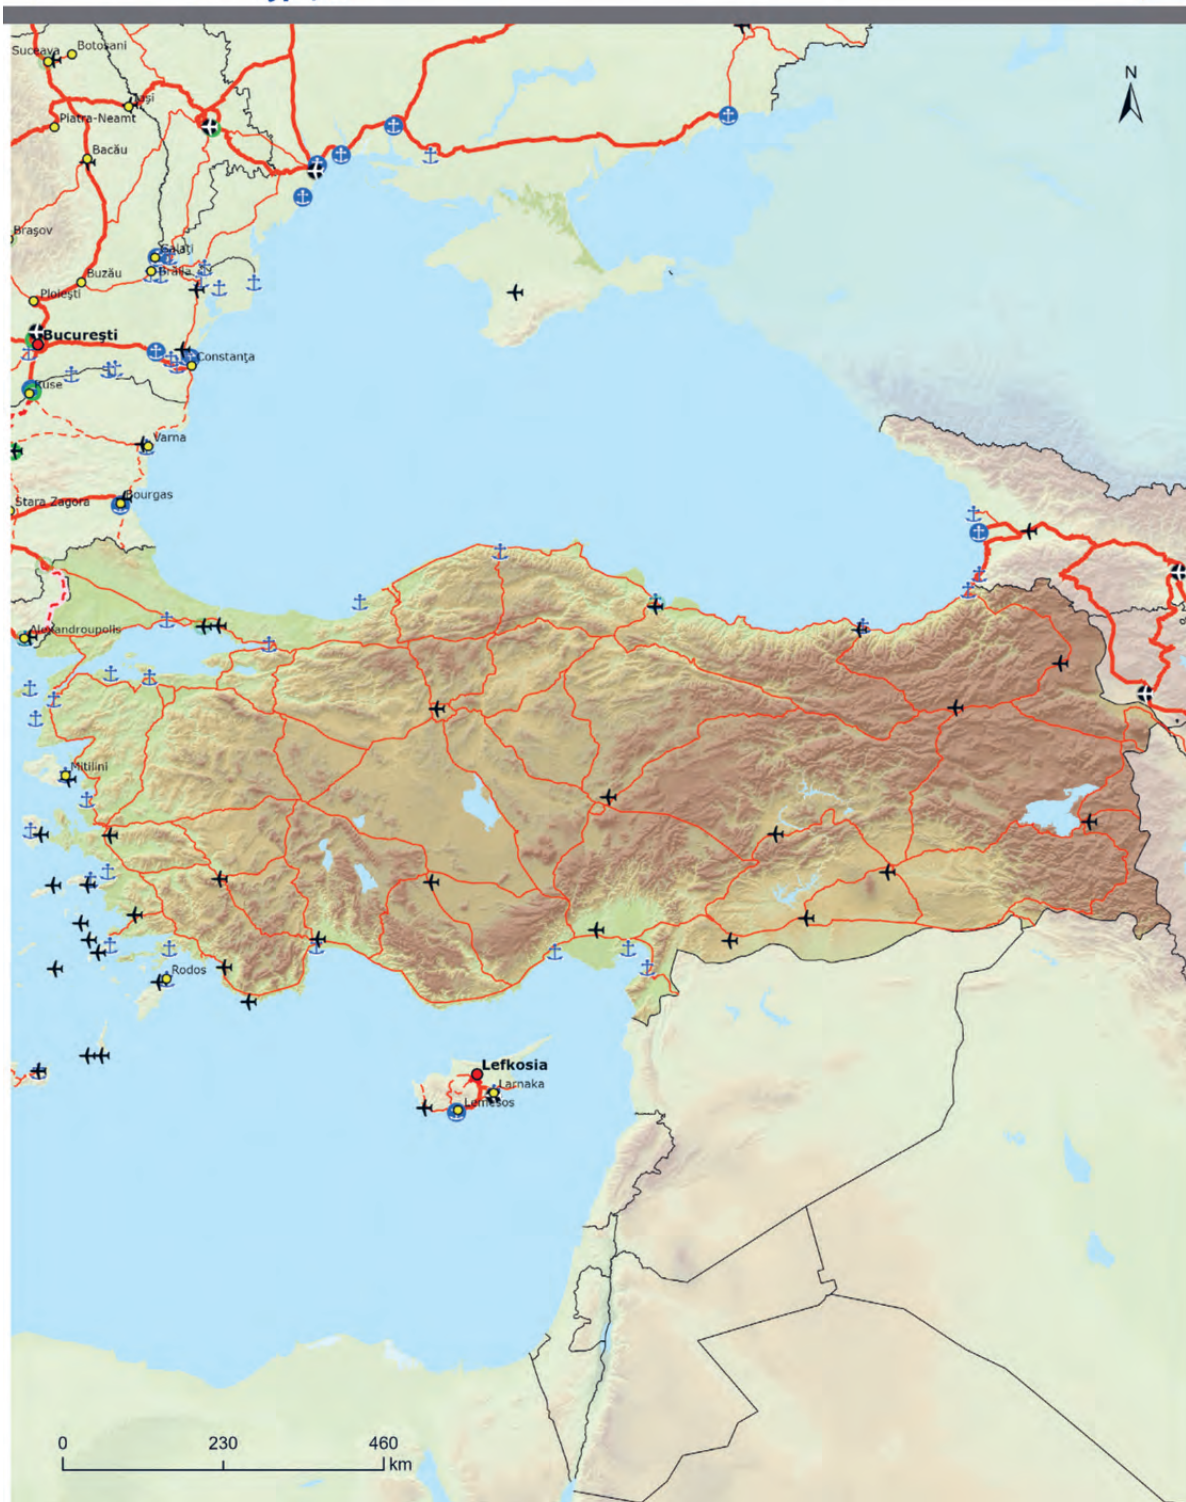 Suceava
Botoşani
Iaşi
Piatra-Neamt
Bacău
Braşov
Galaţi
Brăila
Buzău
Ploieşti
Bucureşti
Constanţa
Ruse
Varna
Bourgas
Stara Zagora
Alexandroupolis
Mitilini
Rodos
Lefkosia
Larnaka
Lemesos
N
0 230 460
km